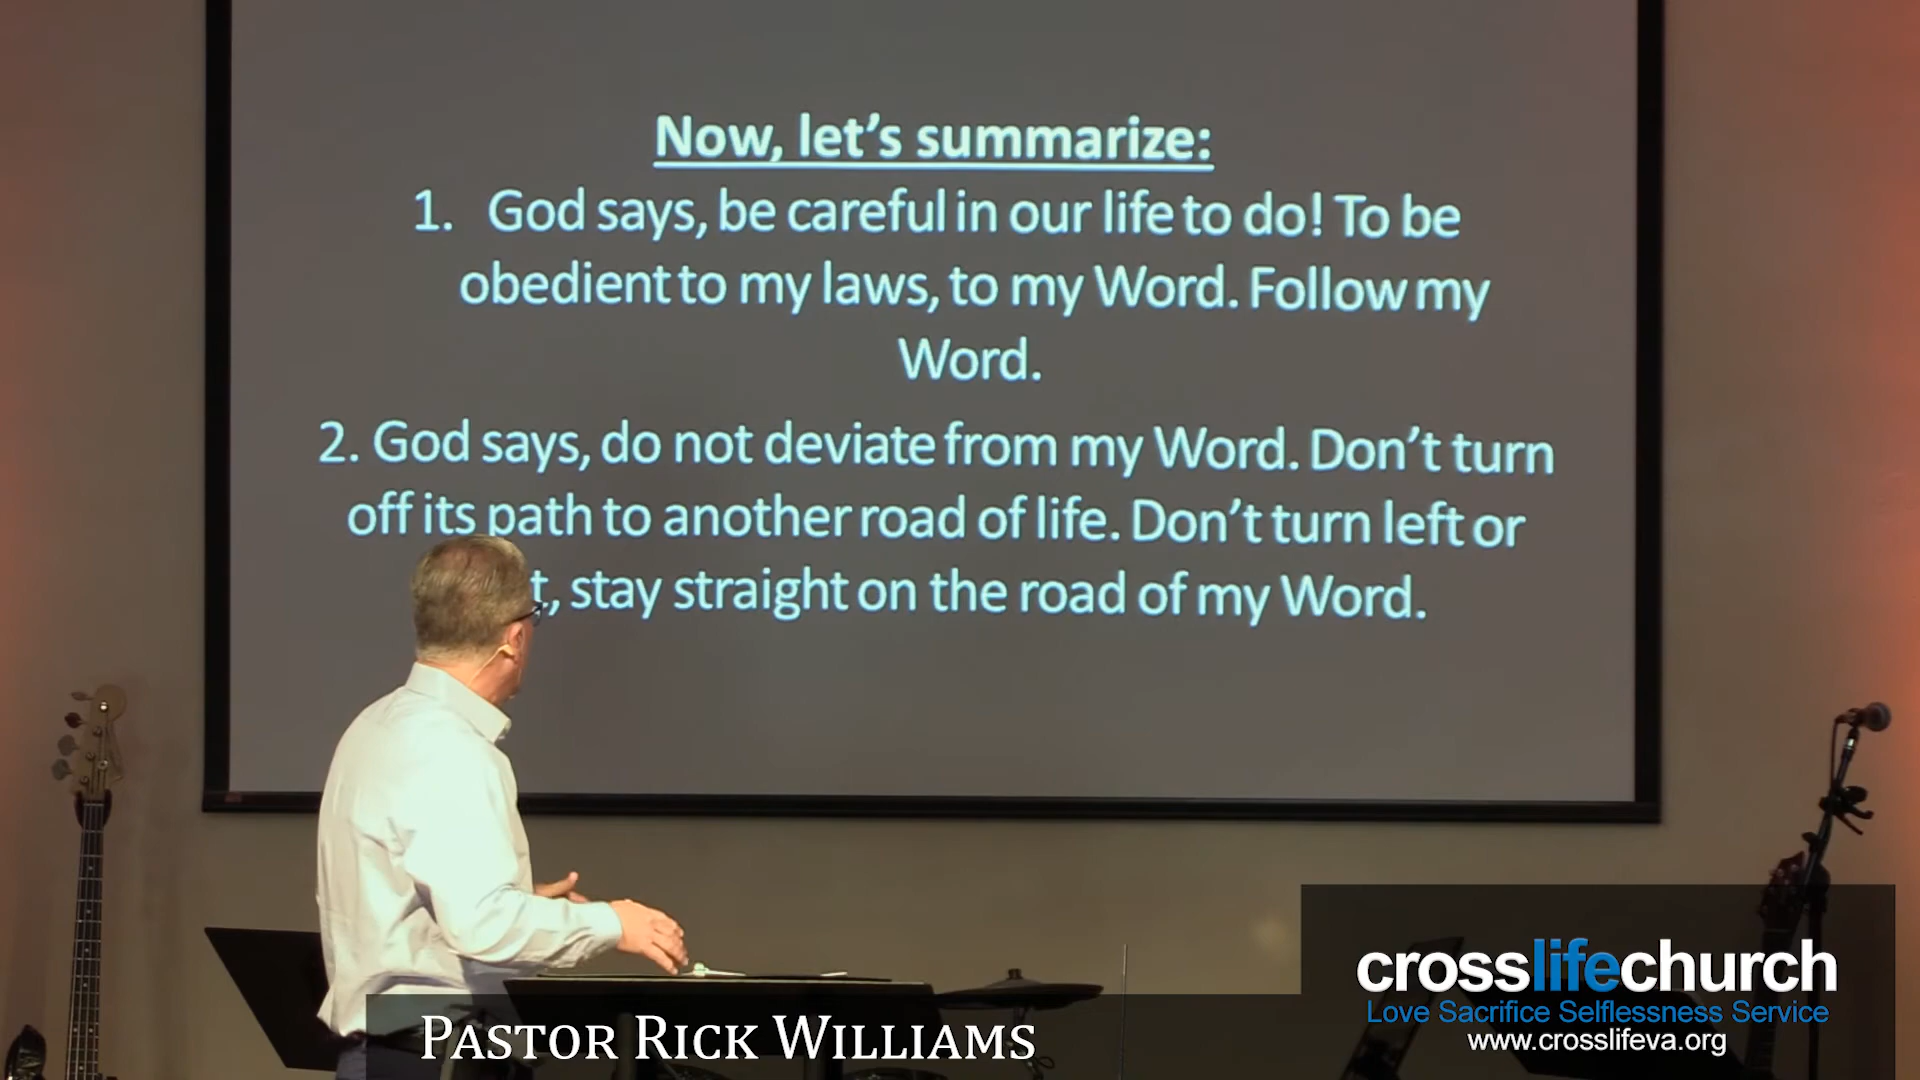 Now, let's summarize:
1. God says, be careful in our life to do! To be
obedient to my laws, to my Word. Follow my
Word.
2. God says, do not deviate from my Word. Don't turn
off its path to another road of life. Don't turn left or
stay straight on the road of my Word.
Pastor Rick Williams
crosslifechurch
Love Sacrifice Selflessness Service
www.crosslifeva.org